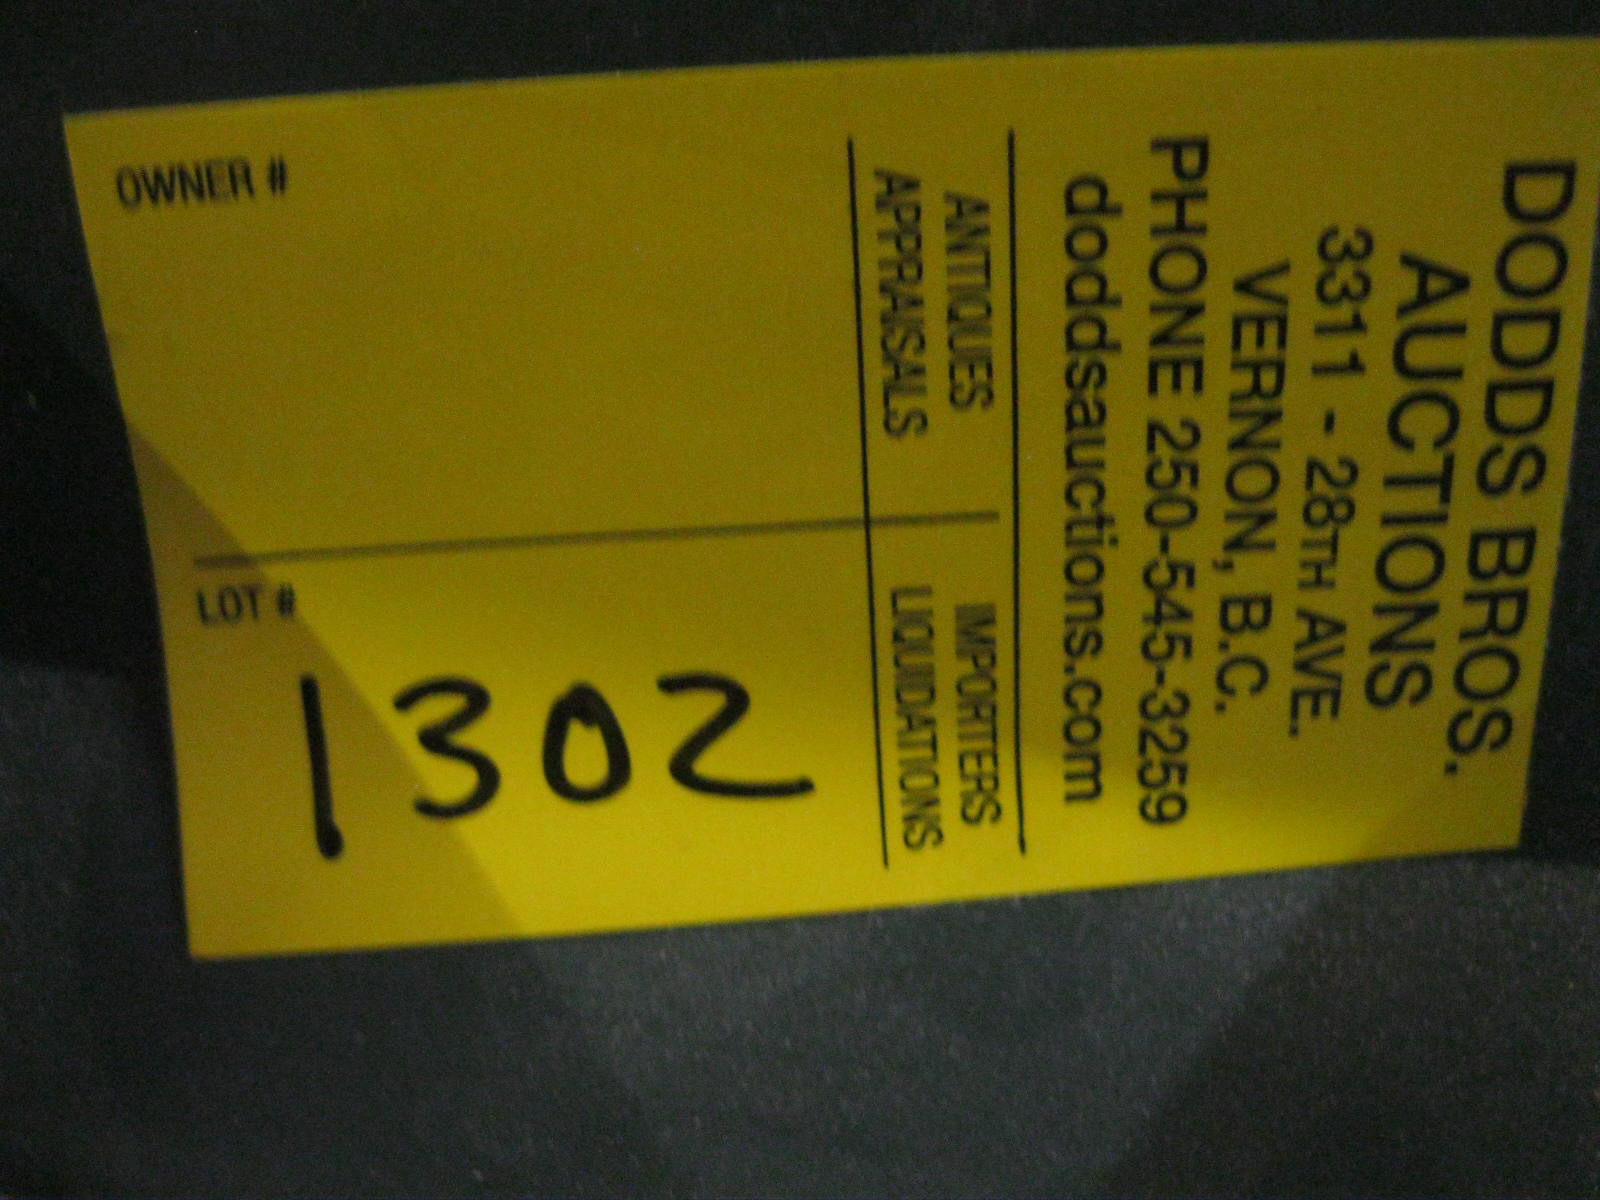 DODDS BROS.
AUCTIONS
3311 - 28TH AVE.
VERNON, B.C.
PHONE 250-545-3259
doddsauctions.com
ANTIQUES IMPORTERS
APPRAISALS LIQUIDATIONS
OWNER #
LOT #
1302